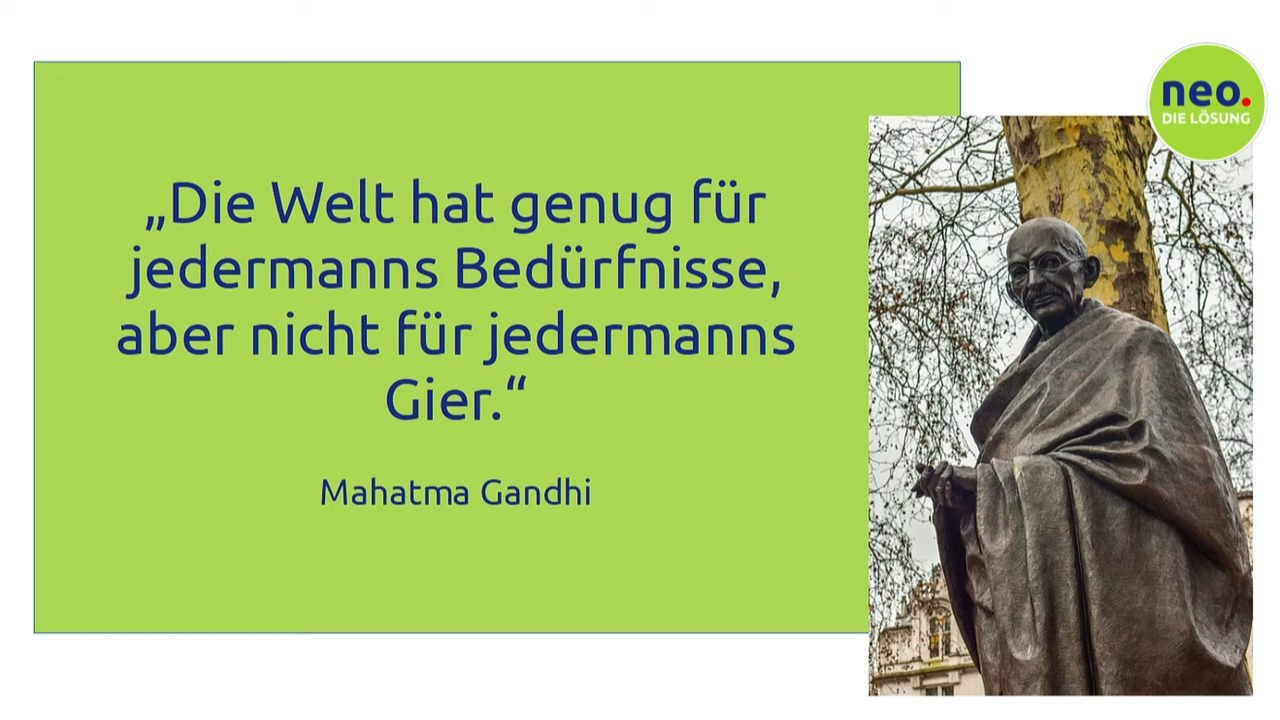 „Die Welt hat genug für
jedermanns Bedürfnisse,
aber nicht für jedermanns
Gier.“
Mahatma Gandhi
neo.
DIE LÖSUNG